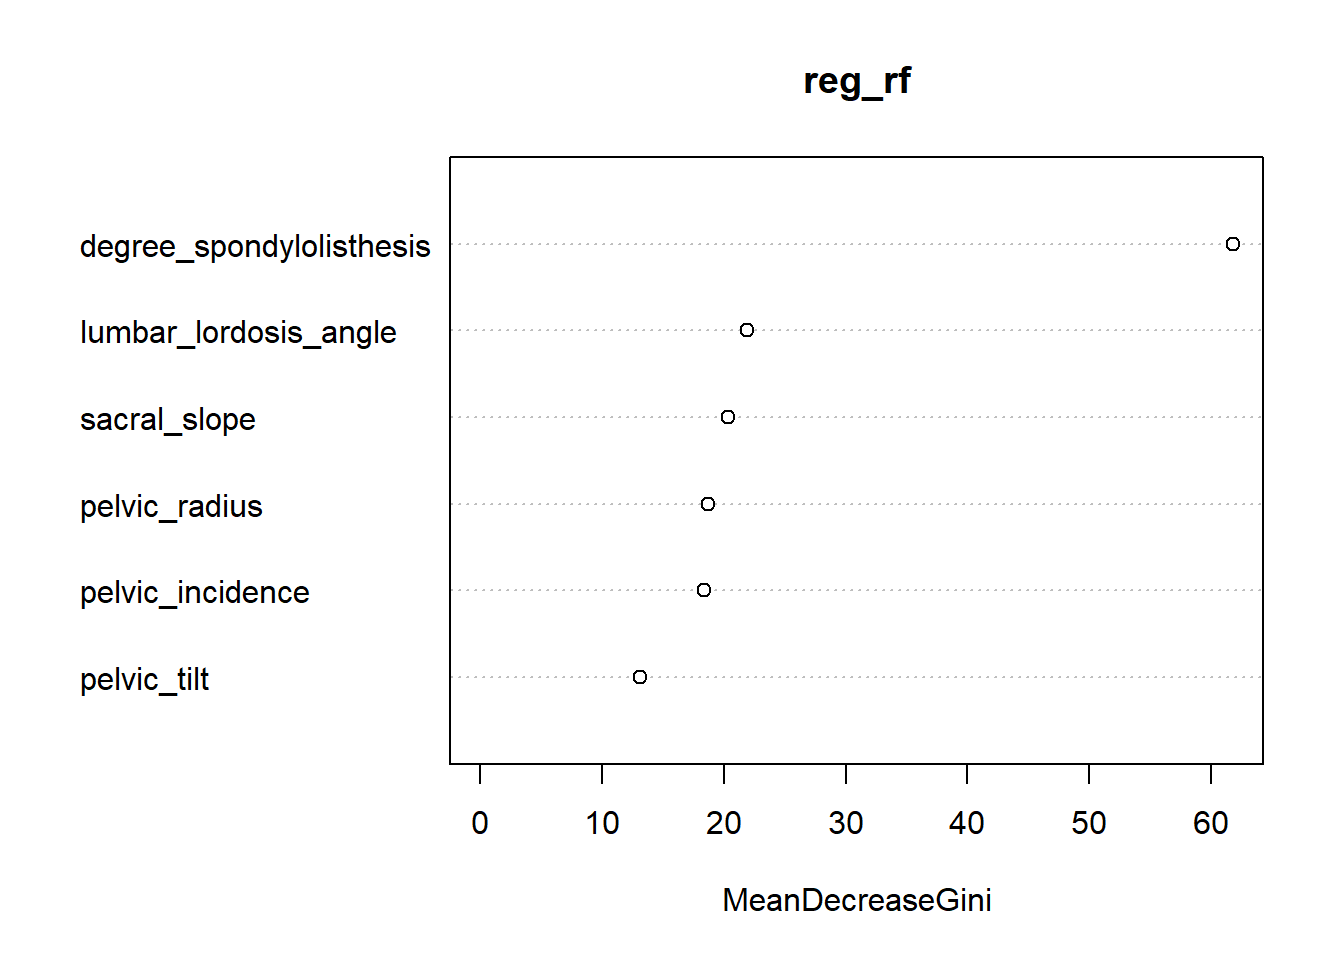 reg_rf
degree_spondylolisthesis
lumbar_lordosis_angle
sacral_slope
pelvic_radius
pelvic_incidence
pelvic_tilt
0 10 20 30 40 50 60
MeanDecreaseGini